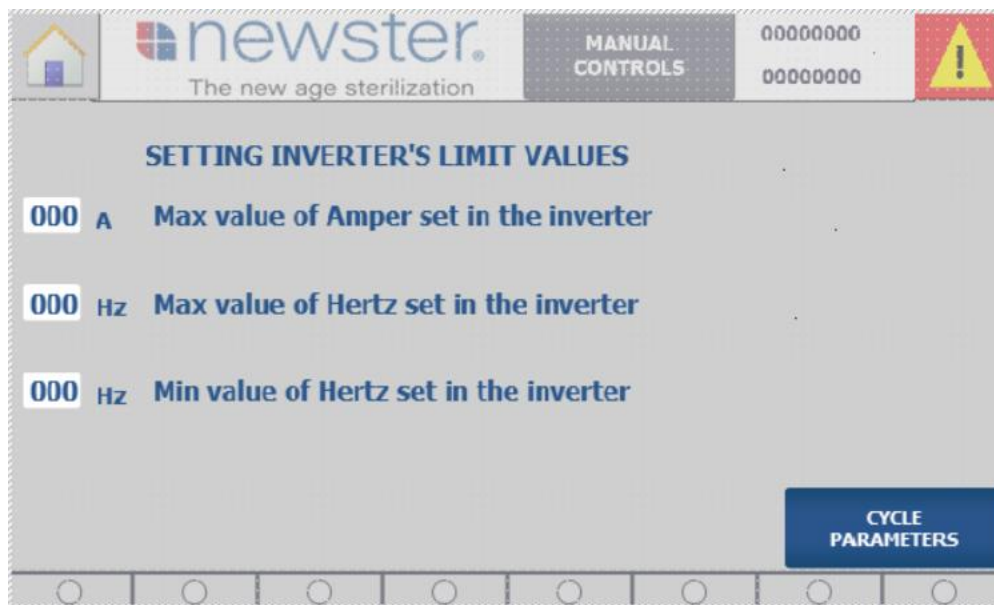 newster®
The new age sterilization
MANUAL
CONTROLS
00000000
00000000
!
SETTING INVERTER'S LIMIT VALUES
000 A Max value of Amper set in the inverter
000 Hz Max value of Hertz set in the inverter
000 Hz Min value of Hertz set in the inverter
CYCLE
PARAMETERS